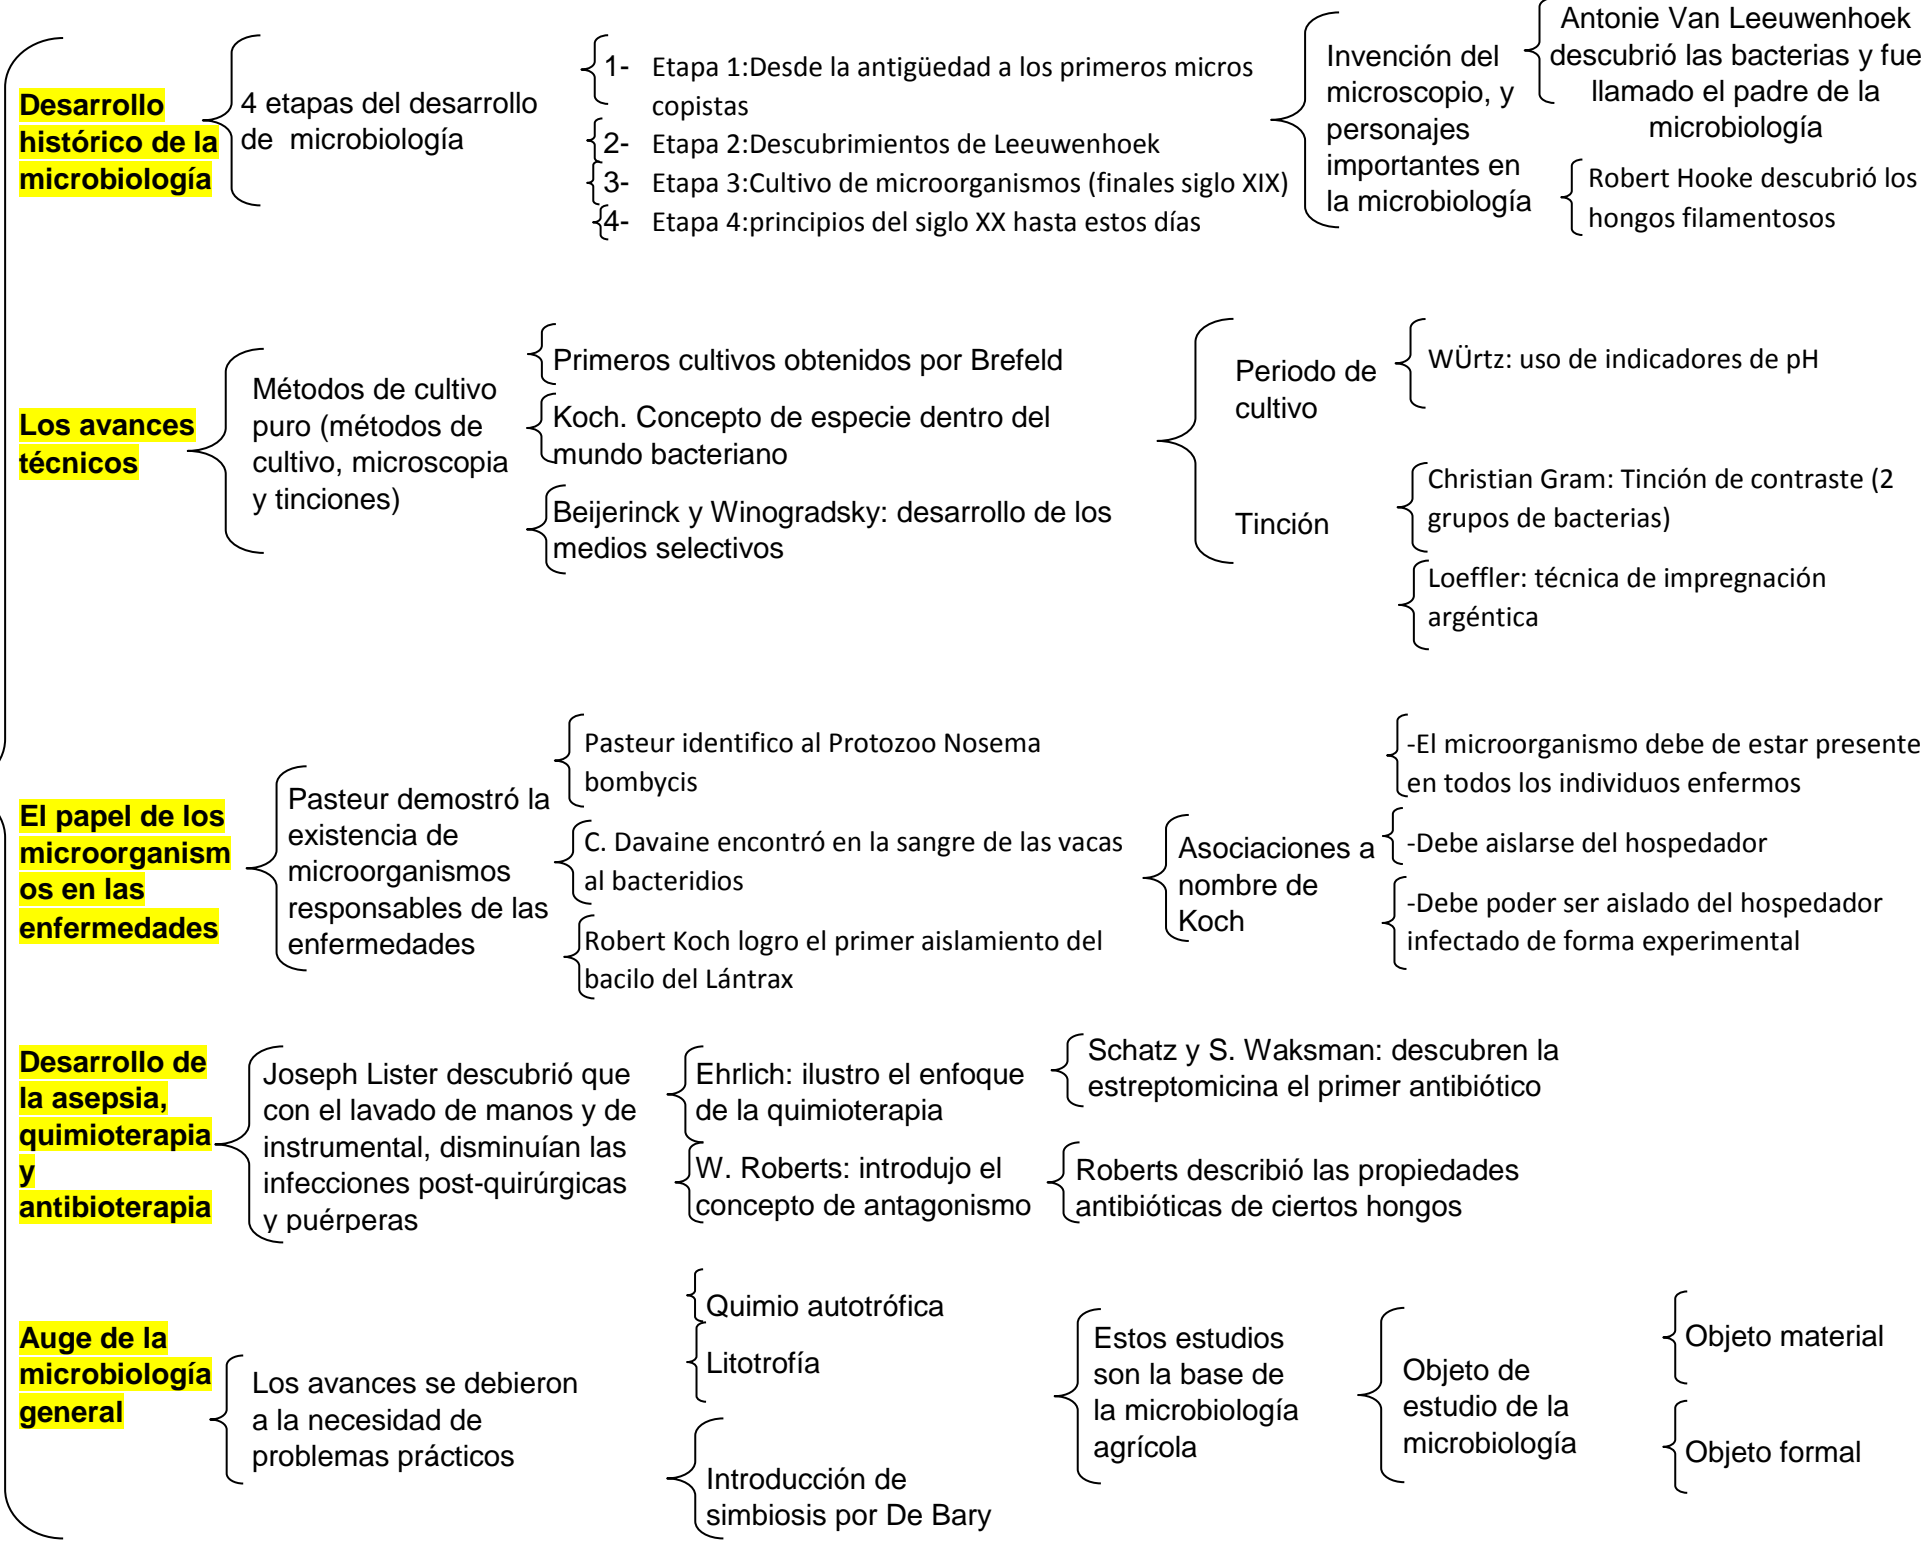 Desarrollo
histórico de la
microbiología
4 etapas del desarrollo
de microbiología
1- Etapa 1:Desde la antigüedad a los primeros micros
copistas
2- Etapa 2:Descubrimientos de Leeuwenhoek
3- Etapa 3:Cultivo de microorganismos (finales siglo XIX)
4- Etapa 4:principios del siglo XX hasta estos días
Invención del
microscopio, y
personajes
importantes en
la microbiología
Antonie Van Leeuwenhoek
descubrió las bacterias y fue
llamado el padre de la
microbiología
Robert Hooke descubrió los
hongos filamentosos
Los avances
técnicos
Métodos de cultivo
puro (métodos de
cultivo, microscopia
y tinciones)
Primeros cultivos obtenidos por Brefeld
Koch. Concepto de especie dentro del
mundo bacteriano
Beijerinck y Winogradsky: desarrollo de los
medios selectivos
Periodo de
cultivo
WÜrtz: uso de indicadores de pH
Tinción
Christian Gram: Tinción de contraste (2
grupos de bacterias)
Loeffler: técnica de impregnación
argéntica
El papel de los
microorganism
os en las
enfermedades
Pasteur demostró la
existencia de
microorganismos
responsables de las
enfermedades
Pasteur identifico al Protozoo Nosema
bombycis
C. Davaine encontró en la sangre de las vacas
al bacteridios
Robert Koch logro el primer aislamiento del
bacilo del Lántrax
Asociaciones a
nombre de
Koch
-El microorganismo debe de estar presente
en todos los individuos enfermos
-Debe aislarse del hospedador
-Debe poder ser aislado del hospedador
infectado de forma experimental
Desarrollo de
la asepsia,
quimioterapia
y
antibioterapia
Joseph Lister descubrió que
con el lavado de manos y de
instrumental, disminuían las
infecciones post-quirúrgicas
y puérperas
Ehrlich: ilustro el enfoque
de la quimioterapia
W. Roberts: introdujo el
concepto de antagonismo
Schatz y S. Waksman: descubren la
estreptomicina el primer antibiótico
Roberts describió las propiedades
antibióticas de ciertos hongos
Auge de la
microbiología
general
Los avances se debieron
a la necesidad de
problemas prácticos
Quimio autotrófica
Litotrofía
Introducción de
simbiosis por De Bary
Estos estudios
son la base de
la microbiología
agrícola
Objeto de
estudio de la
microbiología
Objeto material
Objeto formal